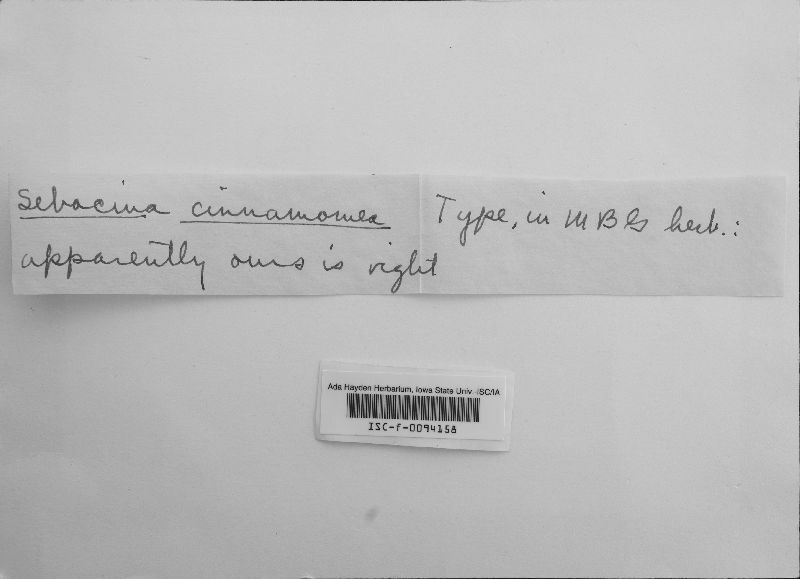 Sebacina cinnamomea Type, in MBG herb.:
apparently ours is right
Ada Hayden Herbarium, Iowa State Univ. ISC/IA
ISC-f-0094158